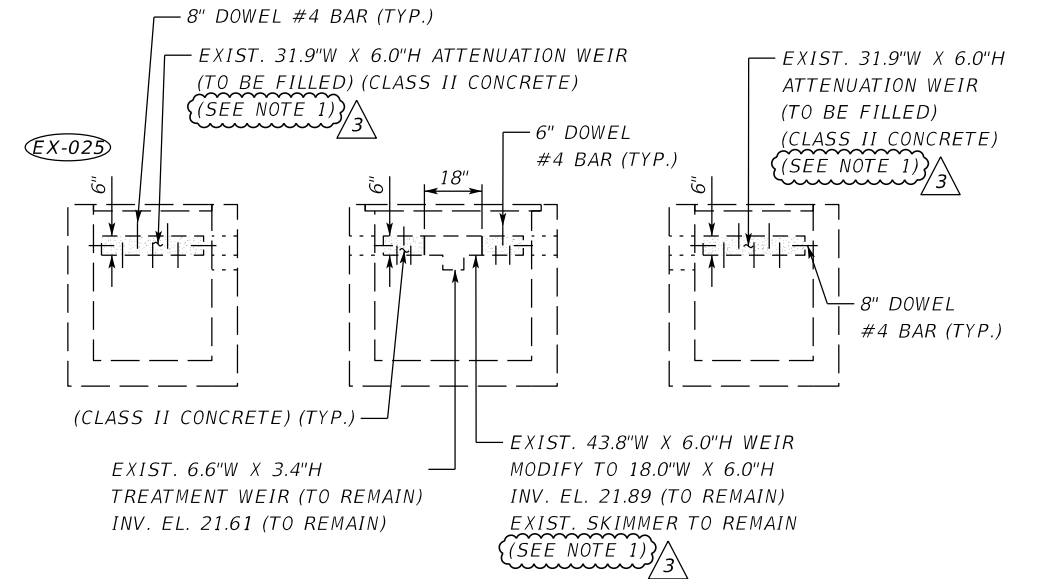 8" DOWEL #4 BAR (TYP.)
EXIST. 31.9"W X 6.0"H ATTENUATION WEIR
(TO BE FILLED) (CLASS II CONCRETE)
(SEE NOTE 1)
3
EX-025
6"
6"
18"
6" DOWEL
#4 BAR (TYP.)
EXIST. 31.9"W X 6.0"H
ATTENUATION WEIR
(TO BE FILLED)
(CLASS II CONCRETE)
(SEE NOTE 1)
3
6"
8" DOWEL
#4 BAR (TYP.)
(CLASS II CONCRETE) (TYP.)
EXIST. 6.6"W X 3.4"H
TREATMENT WEIR (TO REMAIN)
INV. EL. 21.61 (TO REMAIN)
EXIST. 43.8"W X 6.0"H WEIR
MODIFY TO 18.0"W X 6.0"H
INV. EL. 21.89 (TO REMAIN)
EXIST. SKIMMER TO REMAIN
(SEE NOTE 1)
3